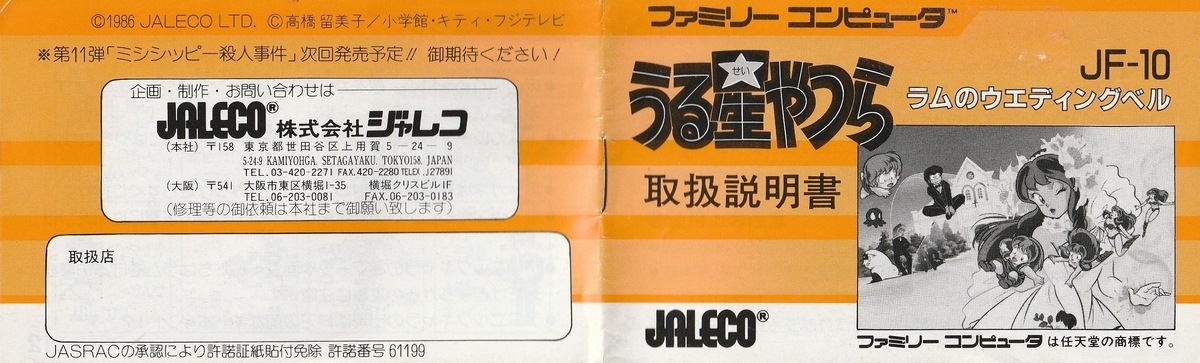 ©1986 JALECO LTD. ©高橋留美子/小学館・キティ・フジテレビ
※第11弾「ミシシッピー殺人事件」次回発売予定!! 御期待ください!
企画・制作・お問い合わせは
JALECO® 株式会社 ジャレコ
(本社) 〒158 東京都世田谷区上用賀5-24-9
5-24-9 KAMIYOHGA. SETAGAYAKU. TOKYO158. JAPAN
TEL.03-420-2271 FAX.420-2280 TELEX.J27891
(大阪) 〒541 大阪市東区横堀1-35 横堀クリスビル1F
TEL.06-203-0081 FAX.06-203-0183
(修理等の御依頼は本社まで御願い致します)
取扱店
JASRACの承認により許諾証紙貼付免除 許諾番号61199
ファミリー コンピュータ™
JF-10
せい
うる星やつら
ラムのウエディングベル
取扱説明書
JALECO®
ファミリー コンピュータは任天堂の商標です。